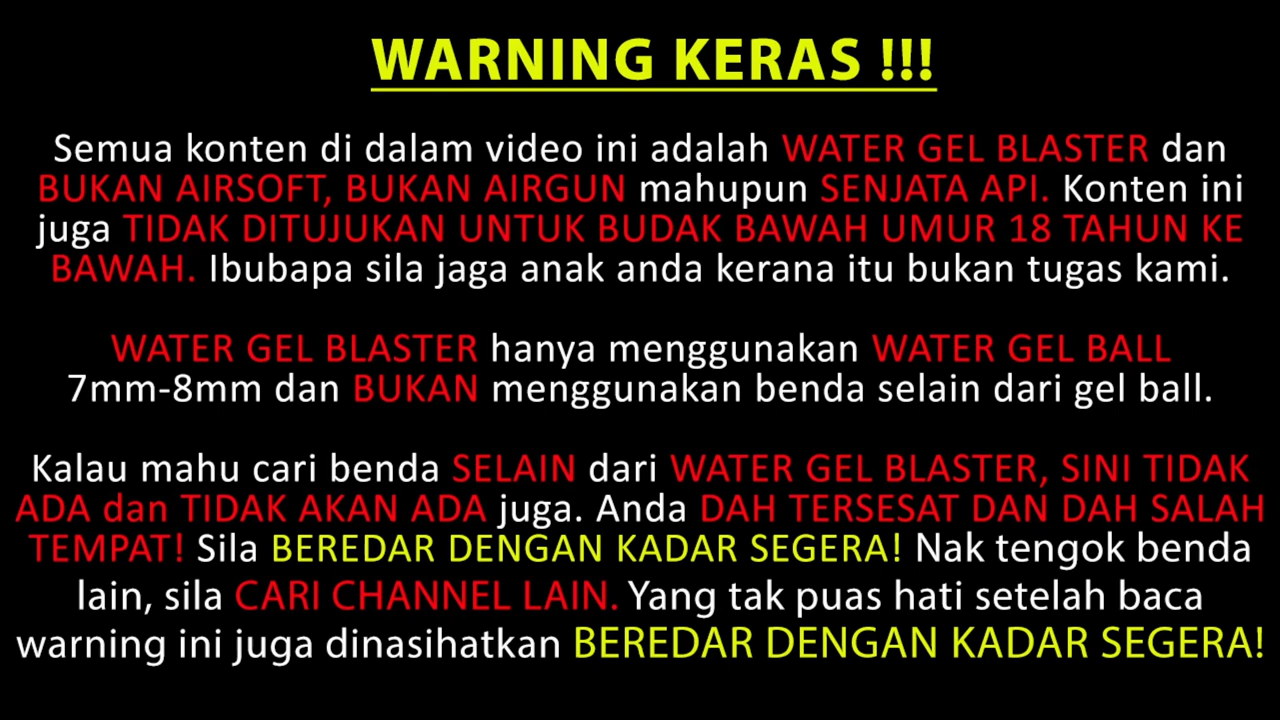 WARNING KERAS !!!
Semua konten di dalam video ini adalah WATER GEL BLASTER dan
BUKAN AIRSOFT, BUKAN AIRGUN mahupun SENJATA API. Konten ini
juga TIDAK DITUJUKAN UNTUK BUDAK BAWAH UMUR 18 TAHUN KE
BAWAH. Ibubapa sila jaga anak anda kerana itu bukan tugas kami.
WATER GEL BLASTER hanya menggunakan WATER GEL BALL
7mm-8mm dan BUKAN menggunakan benda selain dari gel ball.
Kalau mahu cari benda SELAIN dari WATER GEL BLASTER, SINI TIDAK
ADA dan TIDAK AKAN ADA juga. Anda DAH TERSESAT DAN DAH SALAH
TEMPAT! Sila BEREDAR DENGAN KADAR SEGERA! Nak tengok benda
lain, sila CARI CHANNEL LAIN. Yang tak puas hati setelah baca
warning ini juga dinasihatkan BEREDAR DENGAN KADAR SEGERA!